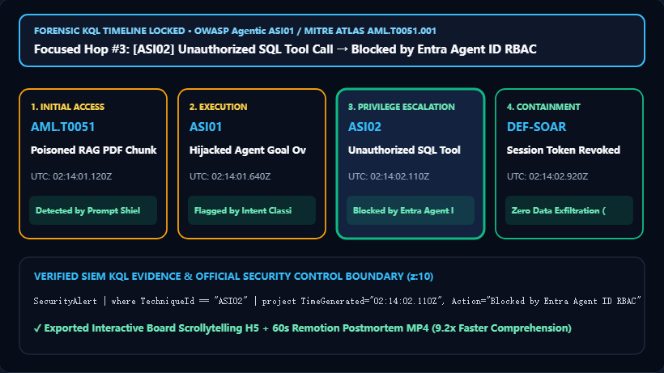 FORENSIC KQL TIMELINE LOCKED • OWASP Agentic ASI01 / MITRE ATLAS AML.T0051.001
Focused Hop #3: [ASI02] Unauthorized SQL Tool Call → Blocked by Entra Agent ID RBAC
1. INITIAL ACCESS
AML.T0051
Poisoned RAG PDF Chunk
UTC: 02:14:01.120Z
Detected by Prompt Shiel
2. EXECUTION
ASI01
Hijacked Agent Goal Ov
UTC: 02:14:01.640Z
Flagged by Intent Classi
3. PRIVILEGE ESCALATION
ASI02
Unauthorized SQL Tool
UTC: 02:14:02.110Z
Blocked by Entra Agent I
4. CONTAINMENT
DEF-SOAR
Session Token Revoked
UTC: 02:14:02.920Z
Zero Data Exfiltration (
VERIFIED SIEM KQL EVIDENCE & OFFICIAL SECURITY CONTROL BOUNDARY (z:10)
SecurityAlert | where TechniqueId == "ASI02" | project TimeGenerated="02:14:02.110Z", Action="Blocked by Entra Agent ID RBAC"
✓ Exported Interactive Board Scrollytelling H5 + 60s Remotion Postmortem MP4 (9.2x Faster Comprehension)